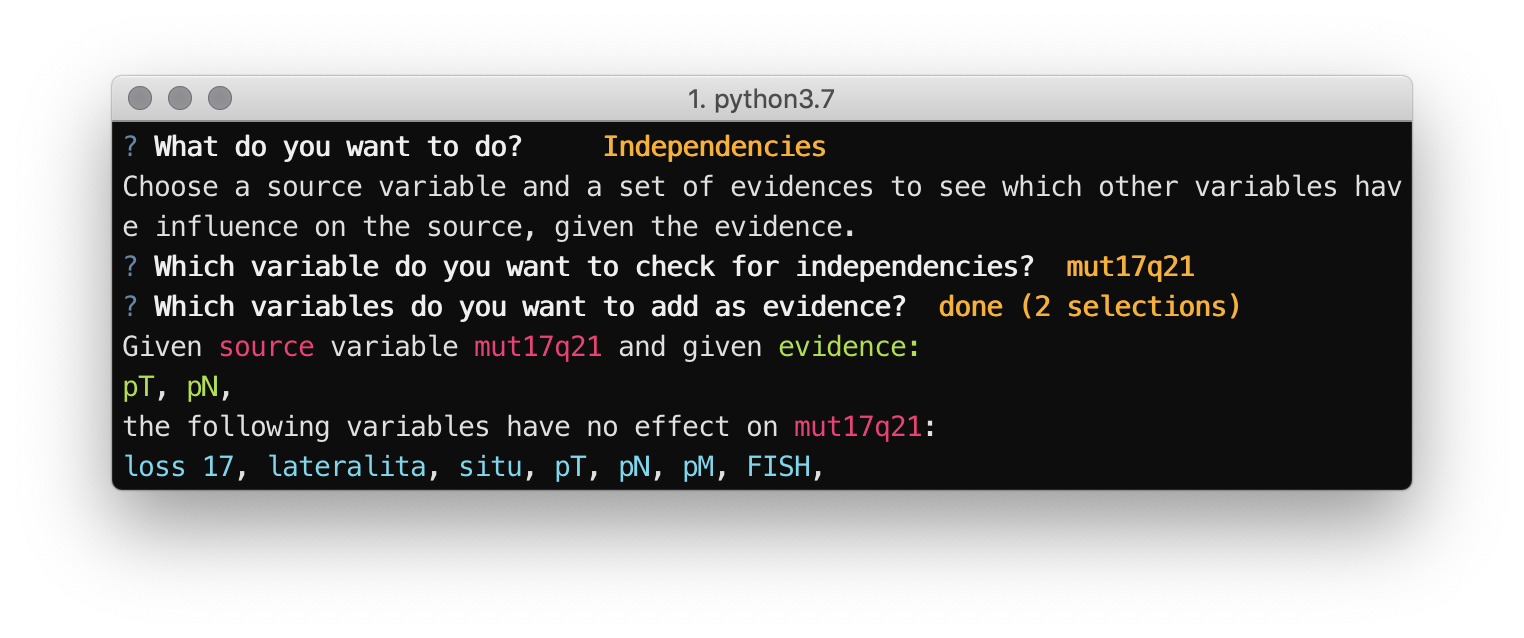 1. python3.7
? What do you want to do?     Independencies
Choose a source variable and a set of evidences to see which other variables hav
e influence on the source, given the evidence.
? Which variable do you want to check for independencies?  mut17q21
? Which variables do you want to add as evidence?  done (2 selections)
Given source variable mut17q21 and given evidence:
pT, pN,
the following variables have no effect on mut17q21:
loss 17, lateralita, situ, pT, pN, pM, FISH,